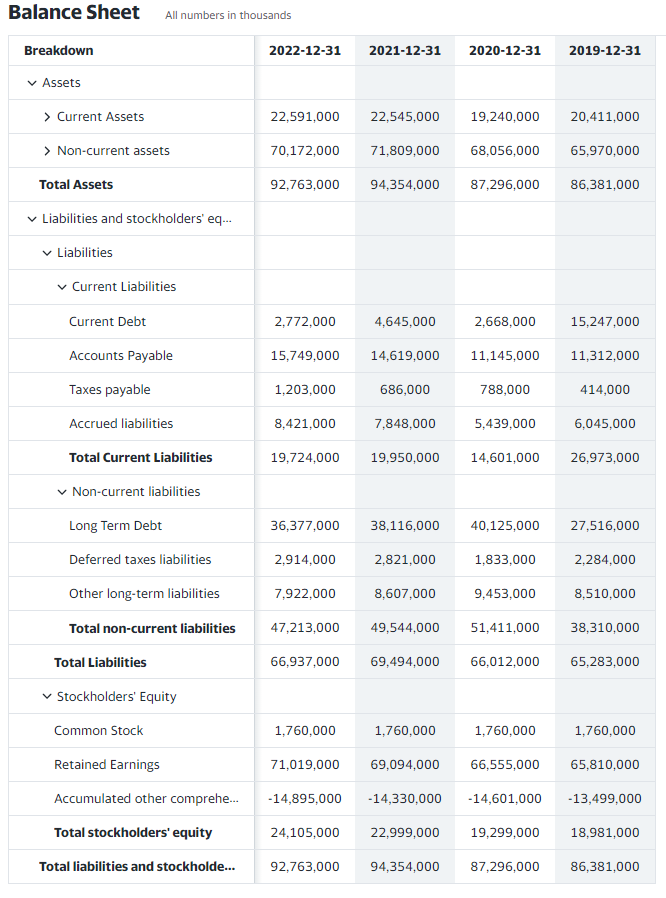 Balance Sheet All numbers in thousands
Breakdown 2022-12-31 2021-12-31 2020-12-31 2019-12-31
Assets
Current Assets 22,591,000 22,545,000 19,240,000 20,411,000
Non-current assets 70,172,000 71,809,000 68,056,000 65,970,000
Total Assets 92,763,000 94,354,000 87,296,000 86,381,000
Liabilities and stockholders' eq...
Liabilities
Current Liabilities
Current Debt 2,772,000 4,645,000 2,668,000 15,247,000
Accounts Payable 15,749,000 14,619,000 11,145,000 11,312,000
Taxes payable 1,203,000 686,000 788,000 414,000
Accrued liabilities 8,421,000 7,848,000 5,439,000 6,045,000
Total Current Liabilities 19,724,000 19,950,000 14,601,000 26,973,000
Non-current liabilities
Long Term Debt 36,377,000 38,116,000 40,125,000 27,516,000
Deferred taxes liabilities 2,914,000 2,821,000 1,833,000 2,284,000
Other long-term liabilities 7,922,000 8,607,000 9,453,000 8,510,000
Total non-current liabilities 47,213,000 49,544,000 51,411,000 38,310,000
Total Liabilities 66,937,000 69,494,000 66,012,000 65,283,000
Stockholders' Equity
Common Stock 1,760,000 1,760,000 1,760,000 1,760,000
Retained Earnings 71,019,000 69,094,000 66,555,000 65,810,000
Accumulated other comprehe... -14,895,000 -14,330,000 -14,601,000 -13,499,000
Total stockholders' equity 24,105,000 22,999,000 19,299,000 18,981,000
Total liabilities and stockholde... 92,763,000 94,354,000 87,296,000 86,381,000